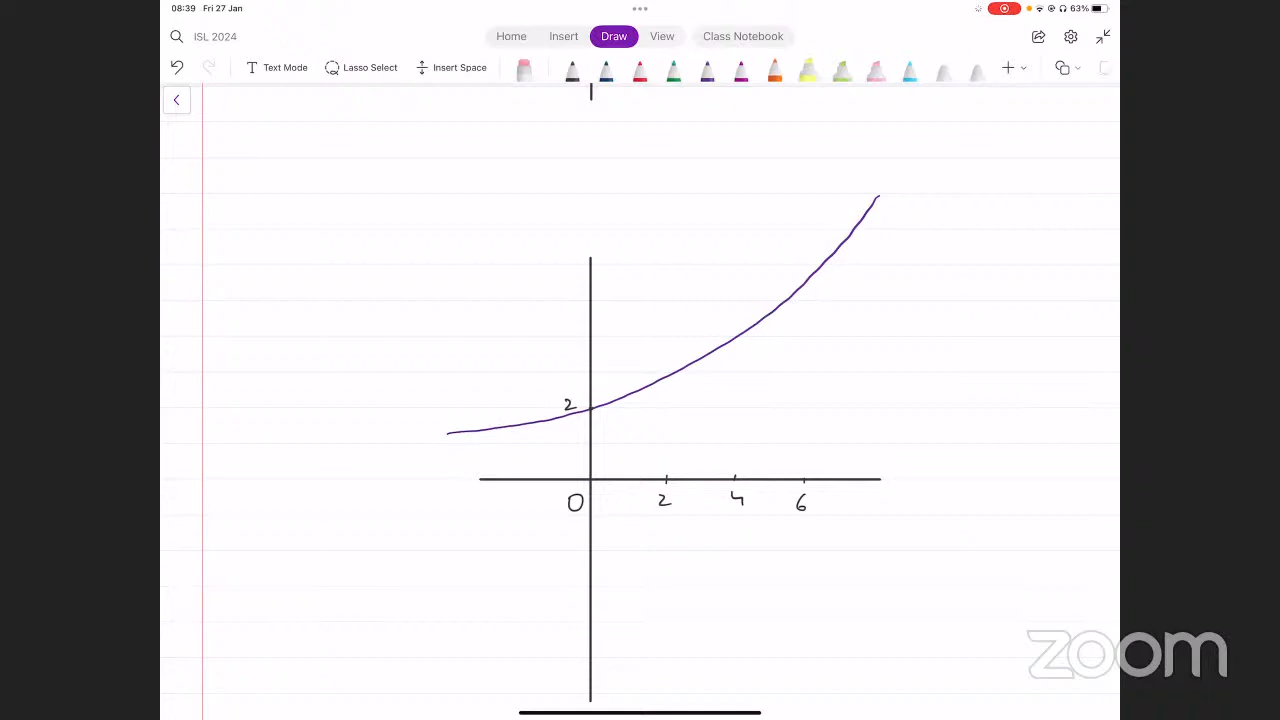 08:39 Fri 27 Jan 63%
ISL 2024 Home Insert Draw View Class Notebook
Text Mode Lasso Select Insert Space
2
0 2 4 6
zoom